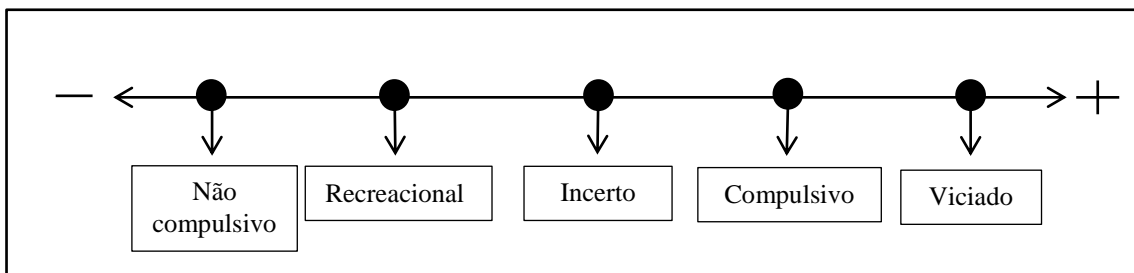 — +
Não
compulsivo
Recreacional
Incerto
Compulsivo
Viciado